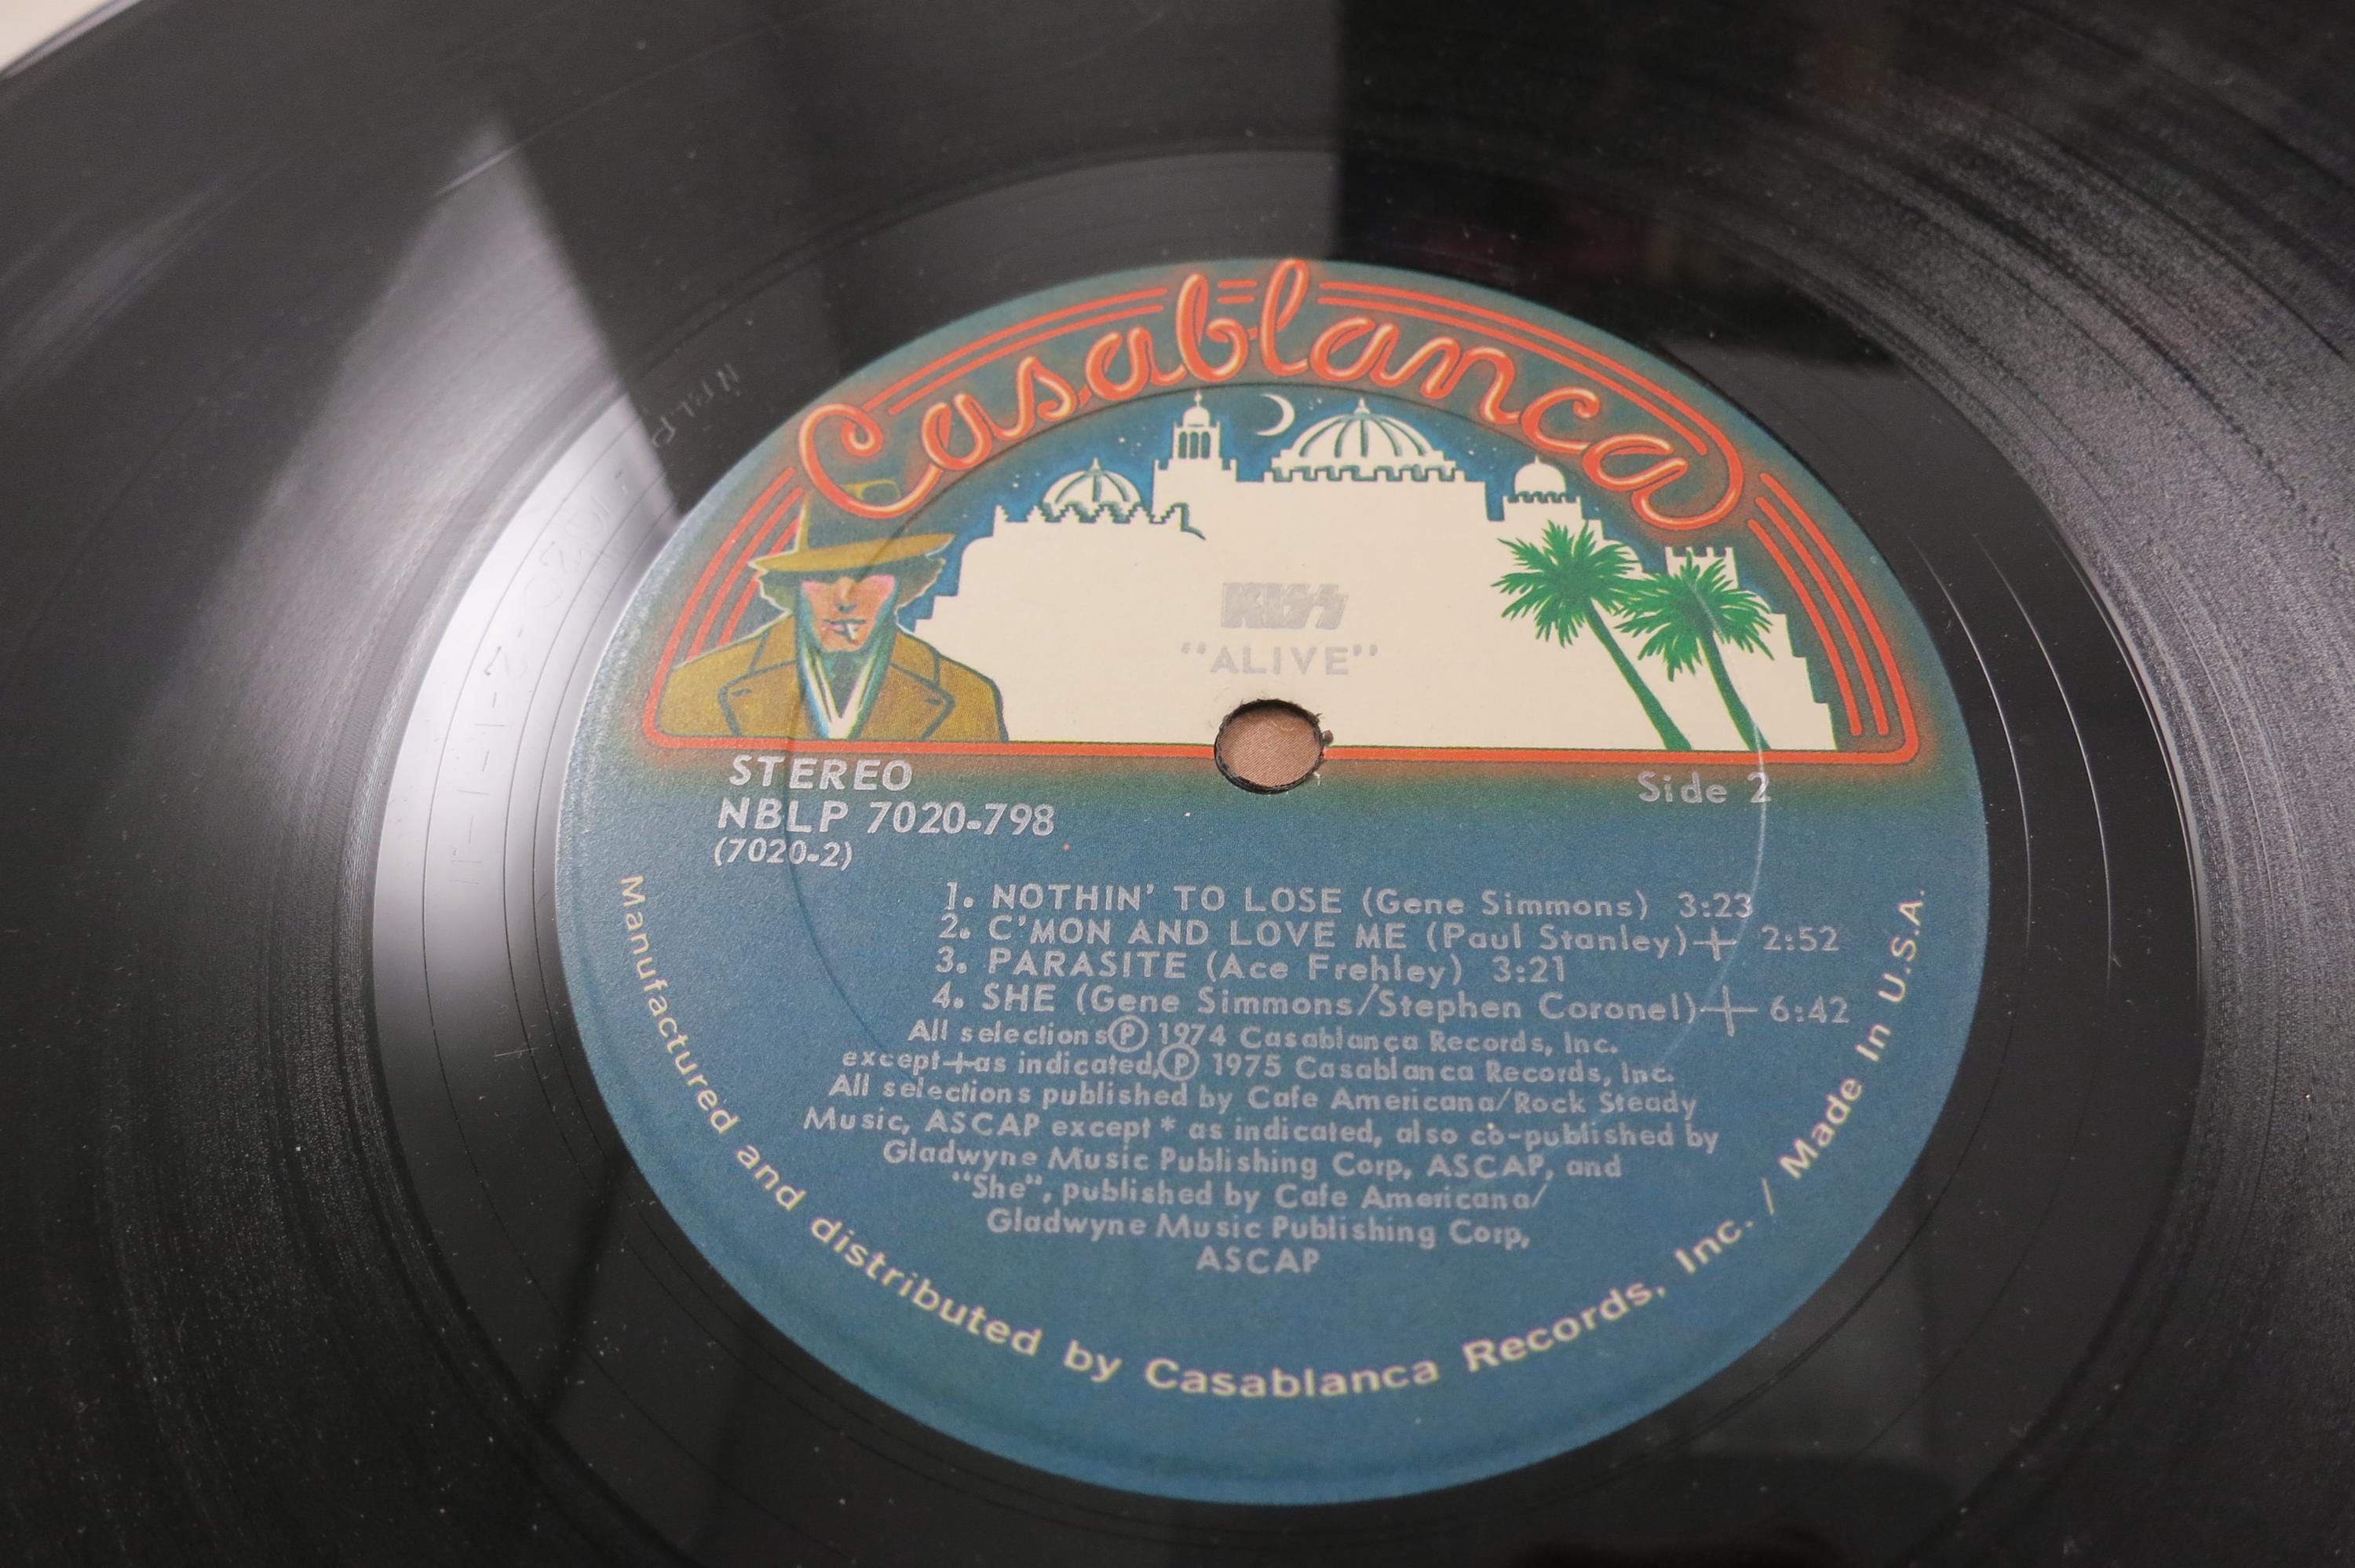 Casablanca
KISS
“ALIVE”
STEREO
Side 2
NBLP 7020-798
(7020-2)
1. NOTHIN' TO LOSE (Gene Simmons) 3:23
2. C'MON AND LOVE ME (Paul Stanley)+ 2:52
3. PARASITE (Ace Frehley) 3:21
4. SHE (Gene Simmons/Stephen Coronel)+ 6:42
All selections Ⓟ 1974 Casablanca Records, Inc.
except+as indicated,Ⓟ 1975 Casablanca Records, Inc.
All selections published by Cafe Americana/Rock Steady
Music, ASCAP except * as indicated, also co-published by
Gladwyne Music Publishing Corp, ASCAP, and
“She”, published by Cafe Americana/
Gladwyne Music Publishing Corp,
ASCAP
Manufactured and distributed by Casablanca Records, Inc. / Made In U.S.A.